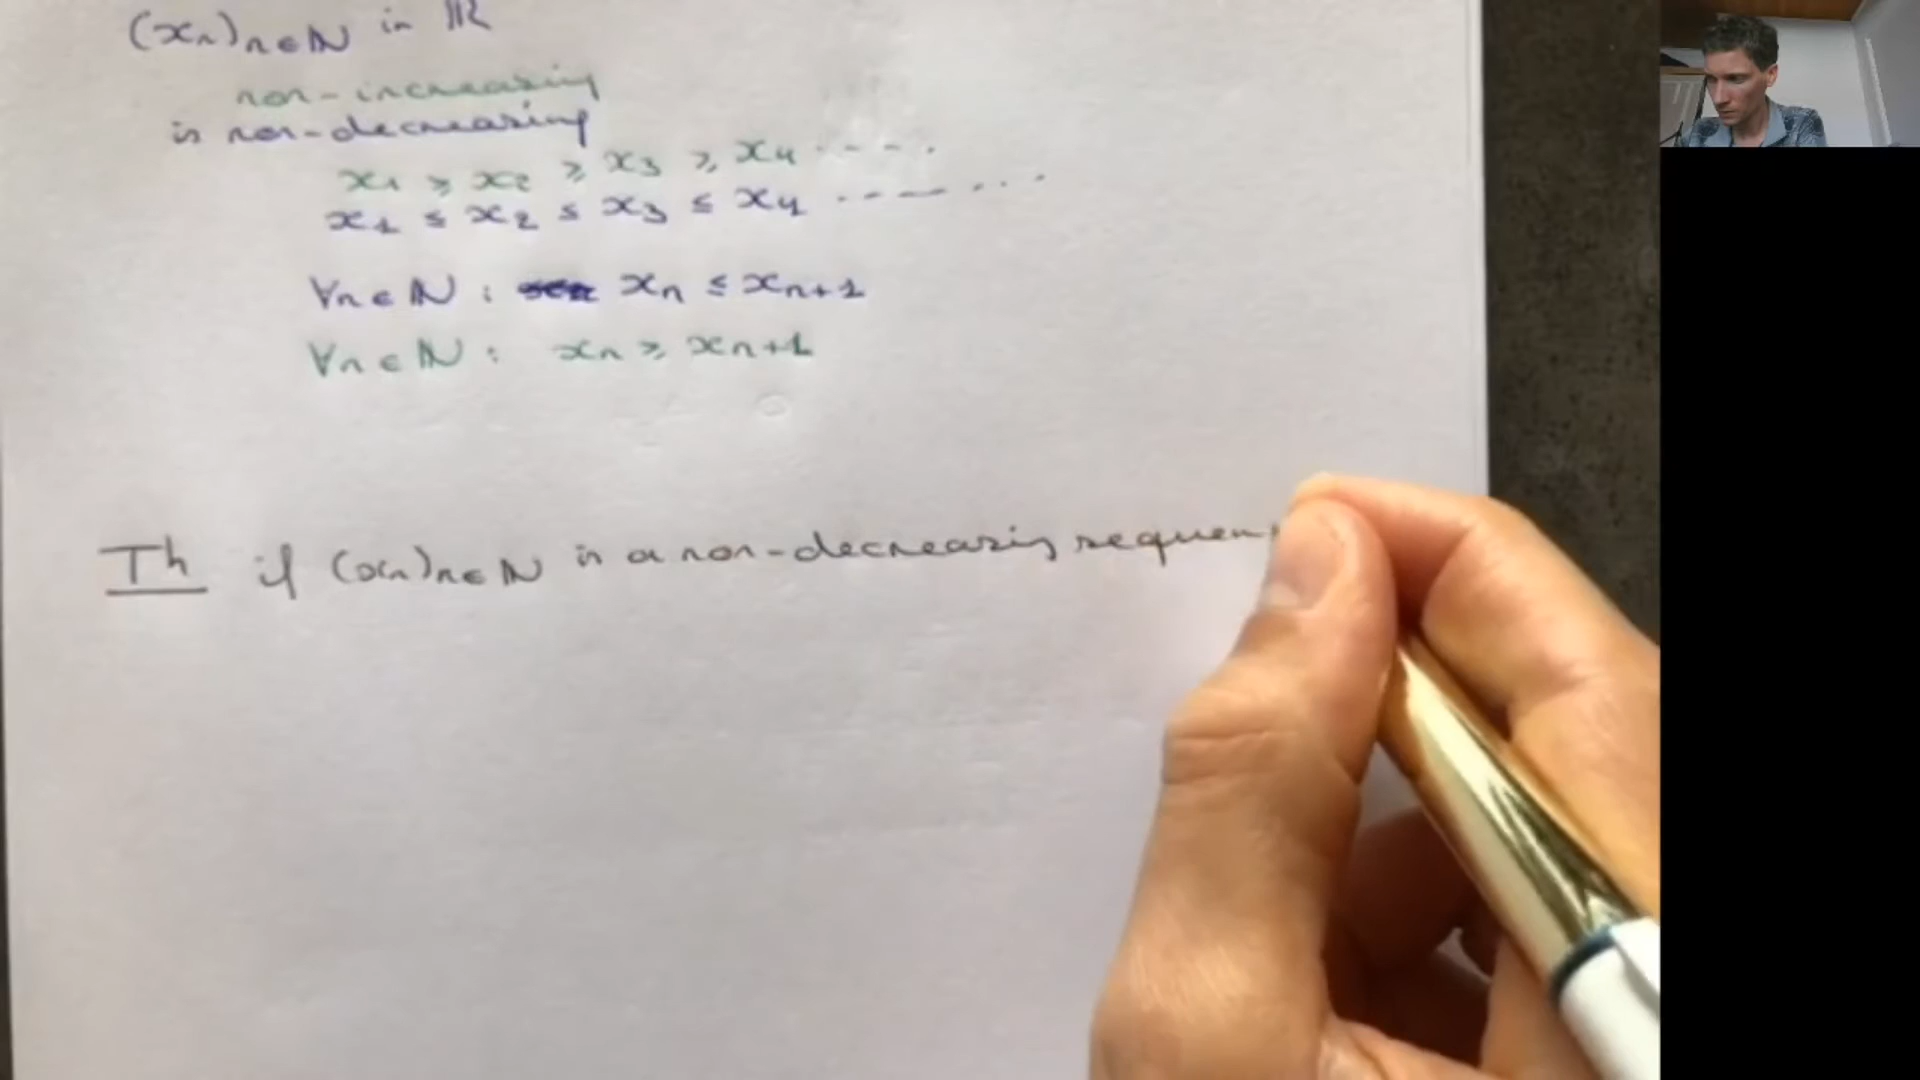 (xₙ)ₙ∈ℕ in ℝ
non-increasing
is non-decreasing
x₁ ⩾ x₂ ⩾ x₃ ⩾ x₄ -----.
x₁ ≤ x₂ ≤ x₃ ≤ x₄ -----...
∀n∈ℕ : xₙ ≤ xₙ₊₁
∀n∈ℕ : xₙ ⩾ xₙ₊₁
Th if (xₙ)ₙ∈ℕ is a non-decreasing sequen